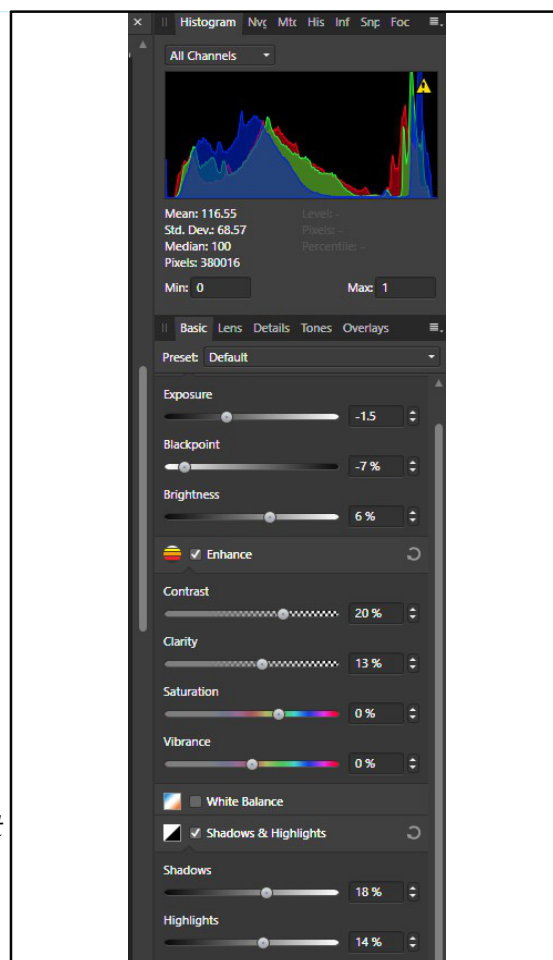 × Histogram Nvg Mtc His Inf Snp Foc
All Channels
Mean: 116.55 Level: -
Std. Dev.: 68.57 Pixels: -
Median: 100 Percentile: -
Pixels: 380016
Min: 0 Max: 1
Basic Lens Details Tones Overlays
Preset: Default
Exposure
-1.5
Blackpoint
-7 %
Brightness
6 %
Enhance
Contrast
20 %
Clarity
13 %
Saturation
0 %
Vibrance
0 %
White Balance
t
Shadows & Highlights
Shadows
18 %
Highlights
14 %